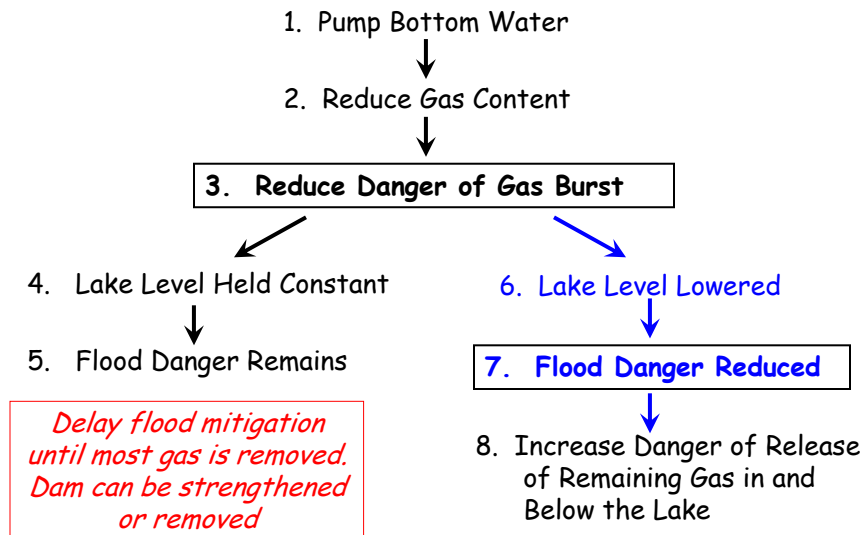 1. Pump Bottom Water
2. Reduce Gas Content
3. Reduce Danger of Gas Burst
4. Lake Level Held Constant
5. Flood Danger Remains
Delay flood mitigation
until most gas is removed.
Dam can be strengthened
or removed
6. Lake Level Lowered
7. Flood Danger Reduced
8. Increase Danger of Release
of Remaining Gas in and
Below the Lake